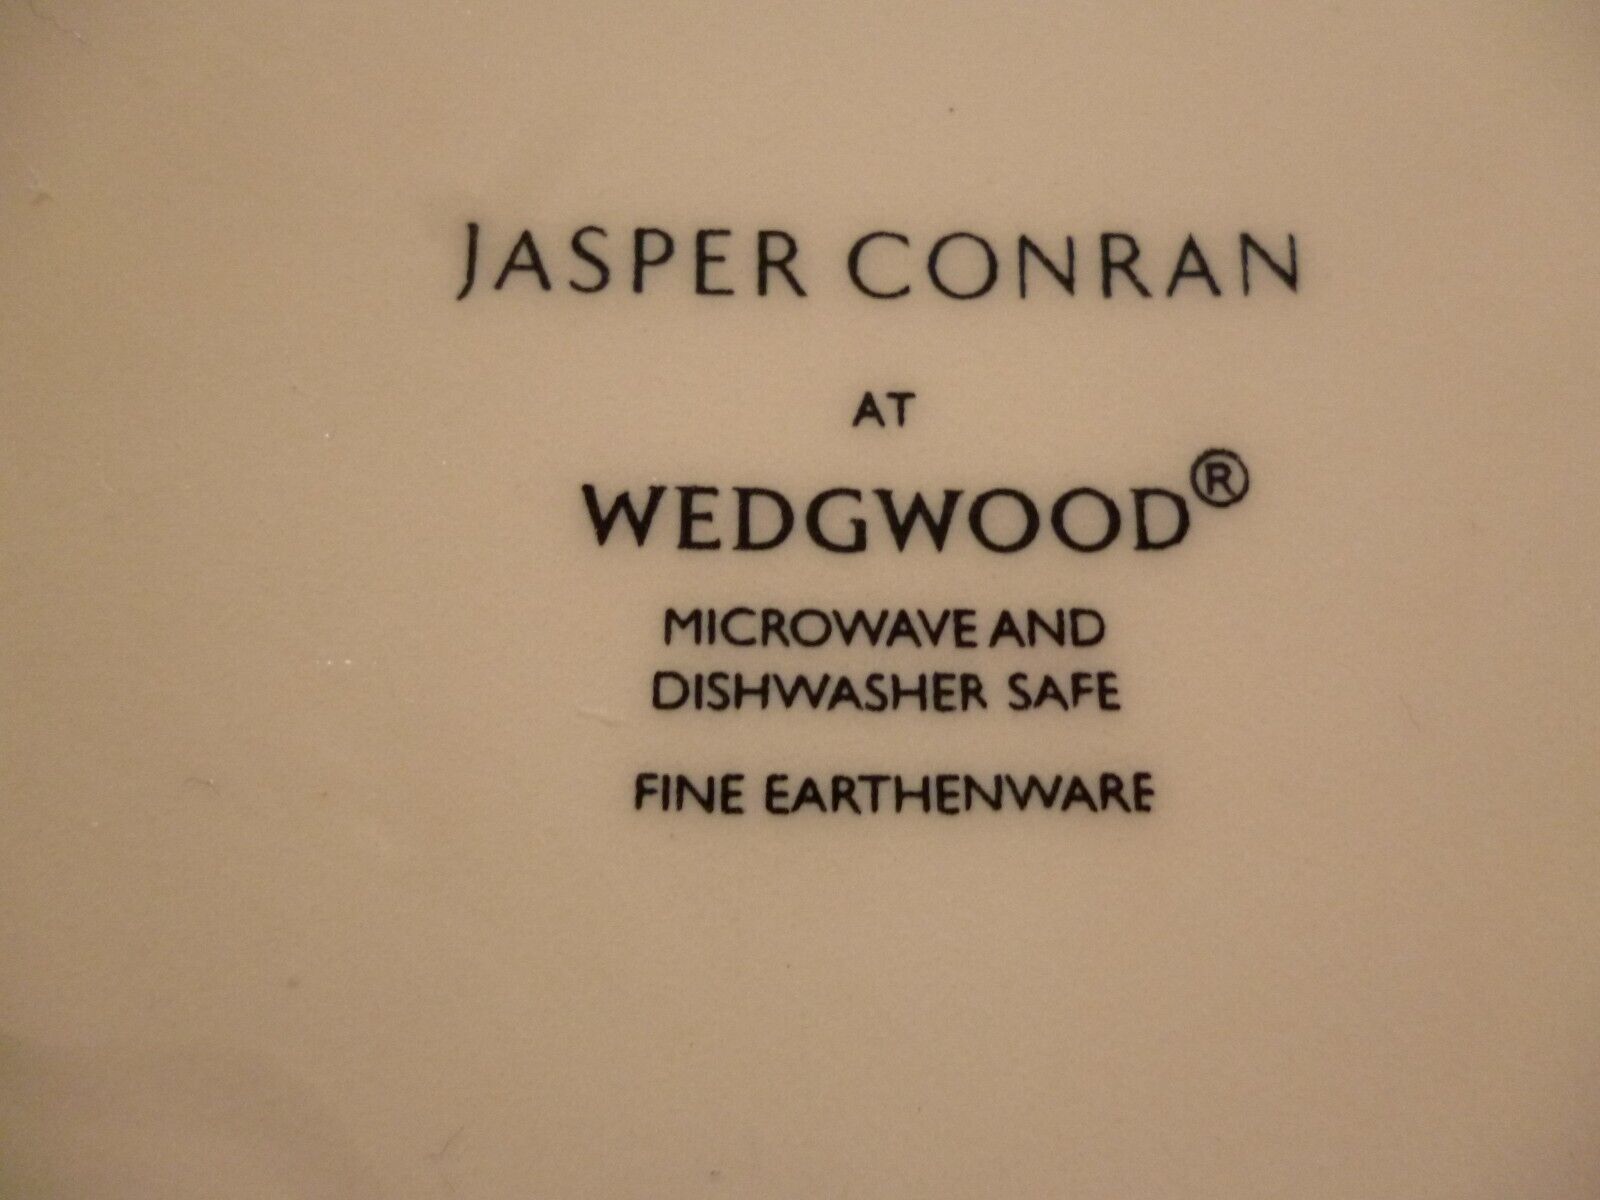 JASPER CONRAN
AT
WEDGWOOD®
MICROWAVE AND
DISHWASHER SAFE
FINE EARTHENWARE